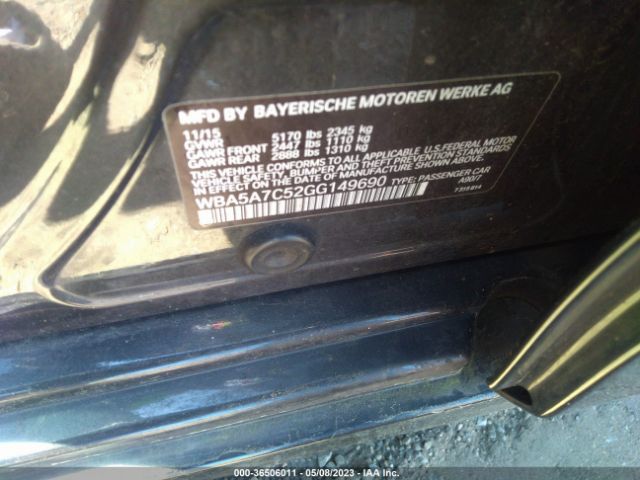 MFD BY BAYERISCHE MOTOREN WERKE AG
11/15
GVWR 5170 lbs 2345 kg
GAWR FRONT 2447 lbs 1110 kg
GAWR REAR 2888 lbs 1310 kg
THIS VEHICLE CONFORMS TO ALL APPLICABLE U.S. FEDERAL MOTOR
VEHICLE SAFETY, BUMPER AND THEFT PREVENTION STANDARDS
IN EFFECT ON THE DATE OF MANUFACTURE SHOWN ABOVE.
WBA5A7C52GG149690 TYPE: PASSENGER CAR
A90/7
000-36506011 - 05/08/2023 - IAA Inc.